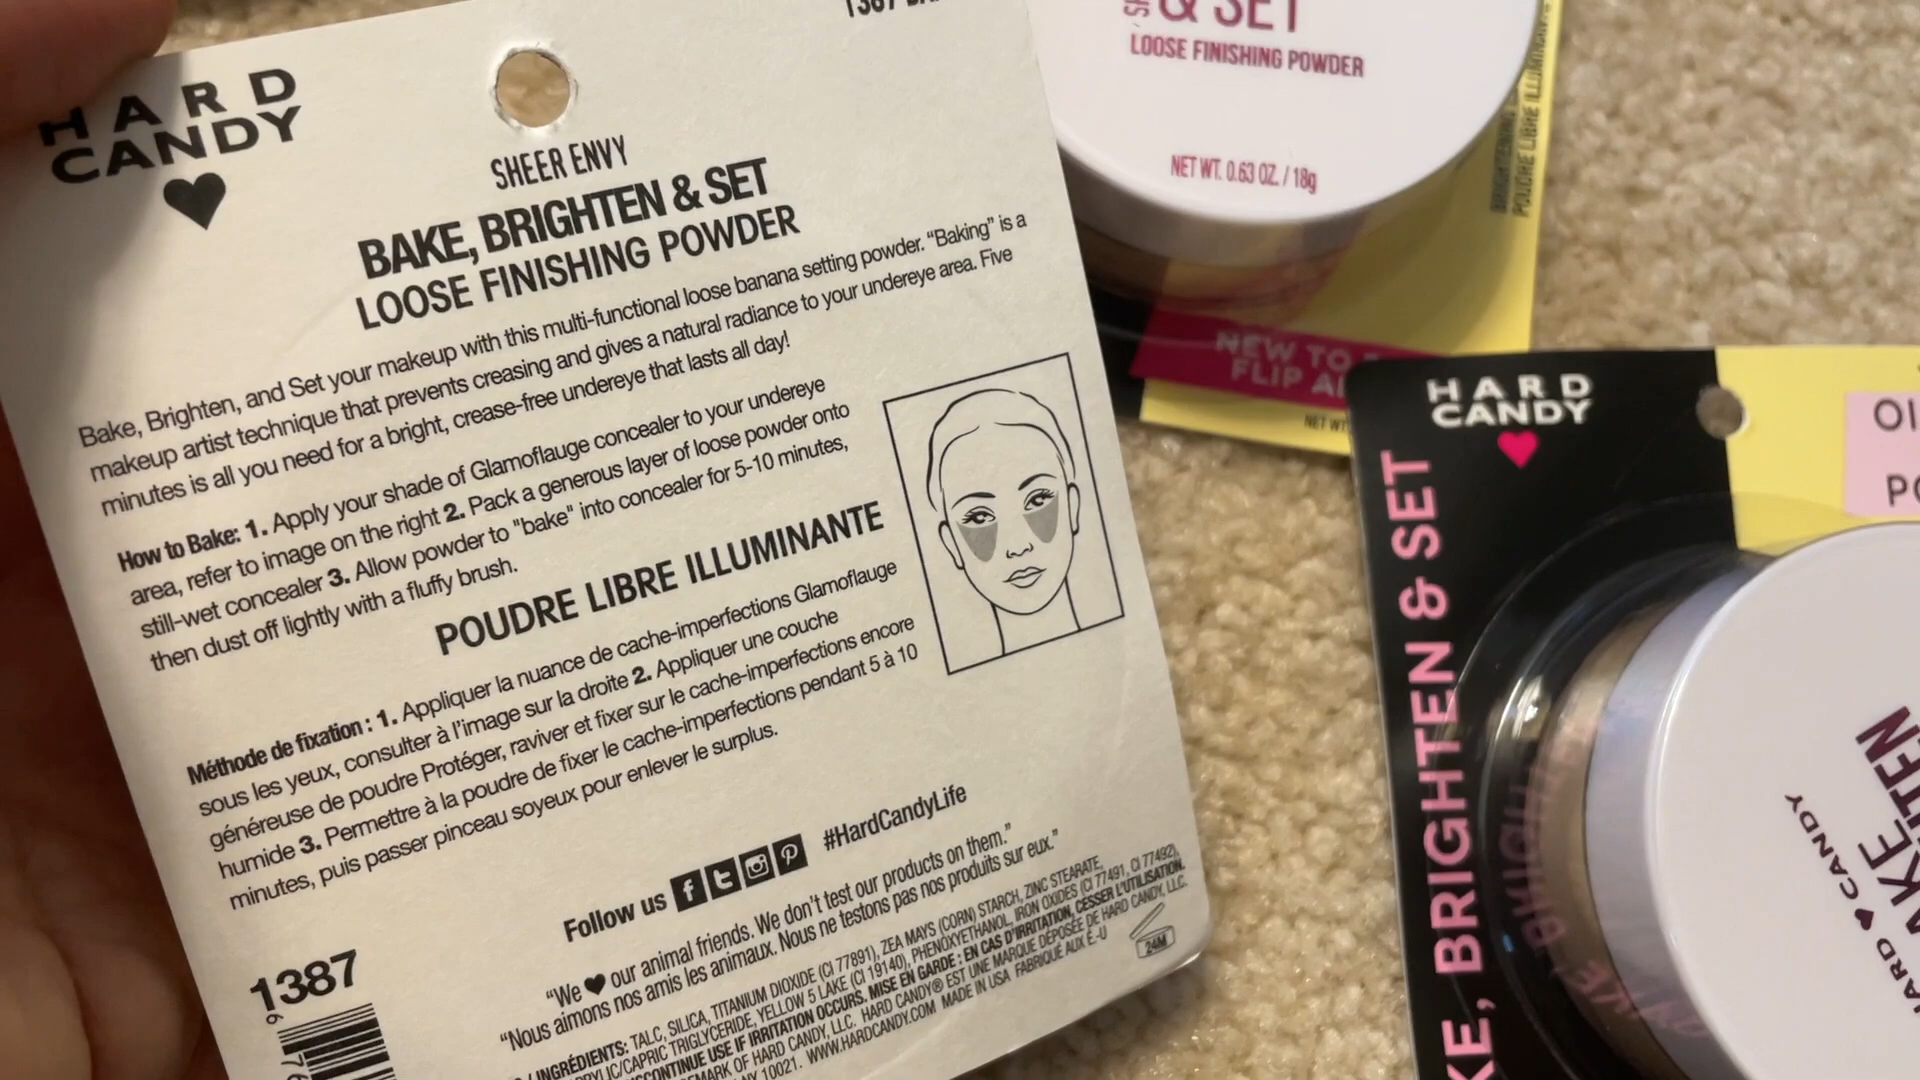 1387
HARD
CANDY
SHEER ENVY
BAKE, BRIGHTEN & SET
LOOSE FINISHING POWDER
Bake, Brighten, and Set your makeup with this multi-functional loose banana setting powder. "Baking" is a
makeup artist technique that prevents creasing and gives a natural radiance to your undereye area. Five
minutes is all you need for a bright, crease-free undereye that lasts all day!
How to Bake: 1. Apply your shade of Glamoflauge concealer to your undereye
area, refer to image on the right 2. Pack a generous layer of loose powder onto
still-wet concealer 3. Allow powder to "bake" into concealer for 5-10 minutes,
then dust off lightly with a fluffy brush.
POUDRE LIBRE ILLUMINANTE
Méthode de fixation : 1. Appliquer la nuance de cache-imperfections Glamoflauge
sous les yeux, consulter à l'image sur la droite 2. Appliquer une couche
généreuse de poudre Protéger, raviver et fixer sur le cache-imperfections encore
humide 3. Permettre à la poudre de fixer le cache-imperfections pendant 5 à 10
minutes, puis passer pinceau soyeux pour enlever le surplus.
Follow us #HardCandyLife
"We ♥ our animal friends. We don't test our products on them."
"Nous aimons nos amis les animaux. Nous ne testons pas nos produits sur eux."
INGRÉDIENTS: TALC, SILICA, TITANIUM DIOXIDE (CI 77891), ZEA MAYS (CORN) STARCH, ZINC STEARATE,
CAPRIC TRIGLYCERIDE, YELLOW 5 LAKE (CI 19140), PHENOXYETHANOL, IRON OXIDES (CI 77491, CI 77492).
DISCONTINUE USE IF IRRITATION OCCURS. MISE EN GARDE : EN CAS D'IRRITATION, CESSER L'UTILISATION.
OF HARD CANDY, LLC. HARD CANDY® EST UNE MARQUE DÉPOSÉE DE HARD CANDY, LLC.
NY 10021. WWW.HARDCANDY.COM MADE IN USA FABRIQUÉ AUX É.-U
24M
1387
& SET
LOOSE FINISHING POWDER
NET WT. 0.63 OZ. / 18g
POUDRE LIBRE
NEW TO
FLIP
NET WT
HARD
CANDY
BRIGHTEN & SET
HARD ♥ CANDY